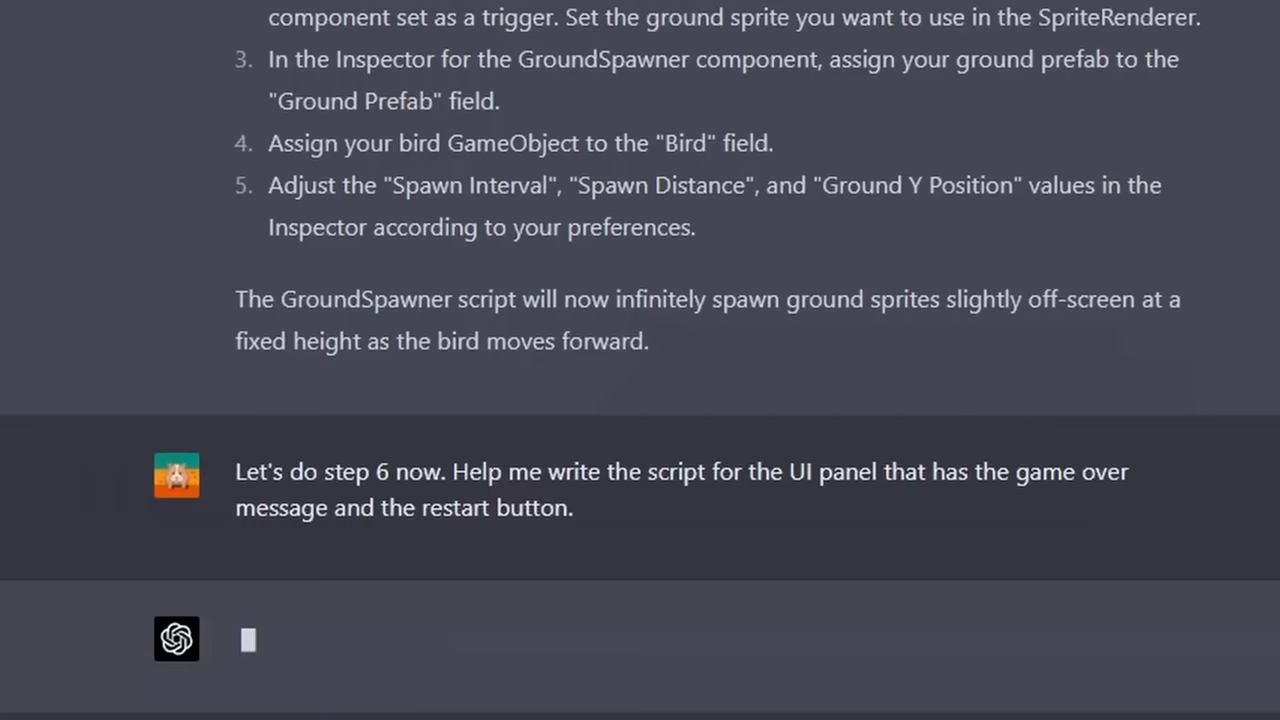 component set as a trigger. Set the ground sprite you want to use in the SpriteRenderer.
3. In the Inspector for the GroundSpawner component, assign your ground prefab to the
"Ground Prefab" field.
4. Assign your bird GameObject to the "Bird" field.
5. Adjust the "Spawn Interval", "Spawn Distance", and "Ground Y Position" values in the
Inspector according to your preferences.
The GroundSpawner script will now infinitely spawn ground sprites slightly off-screen at a
fixed height as the bird moves forward.
Let's do step 6 now. Help me write the script for the UI panel that has the game over
message and the restart button.